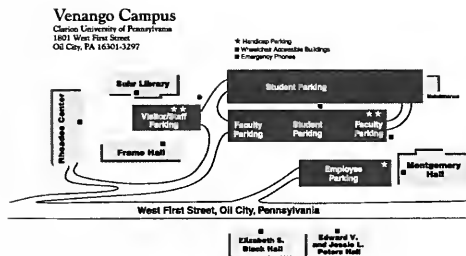 Venango Campus
Clarion University of Pennsylvania
1801 West First Street
Oil City, PA 16301-3297
★ Handicap Parking
■ Wheelchair Accessible Buildings
■ Emergency Phones
Suhr Library
Student Parking
Maintenance
Rhoades Center
Visitor/Staff
Parking
Faculty
Parking
Student
Parking
Faculty
Parking
Frame Hall
Employee
Parking
Montgomery
Hall
West First Street, Oil City, Pennsylvania
Elizabeth S.
Black Hall
Edward V.
and Jessie L.
Peters Hall